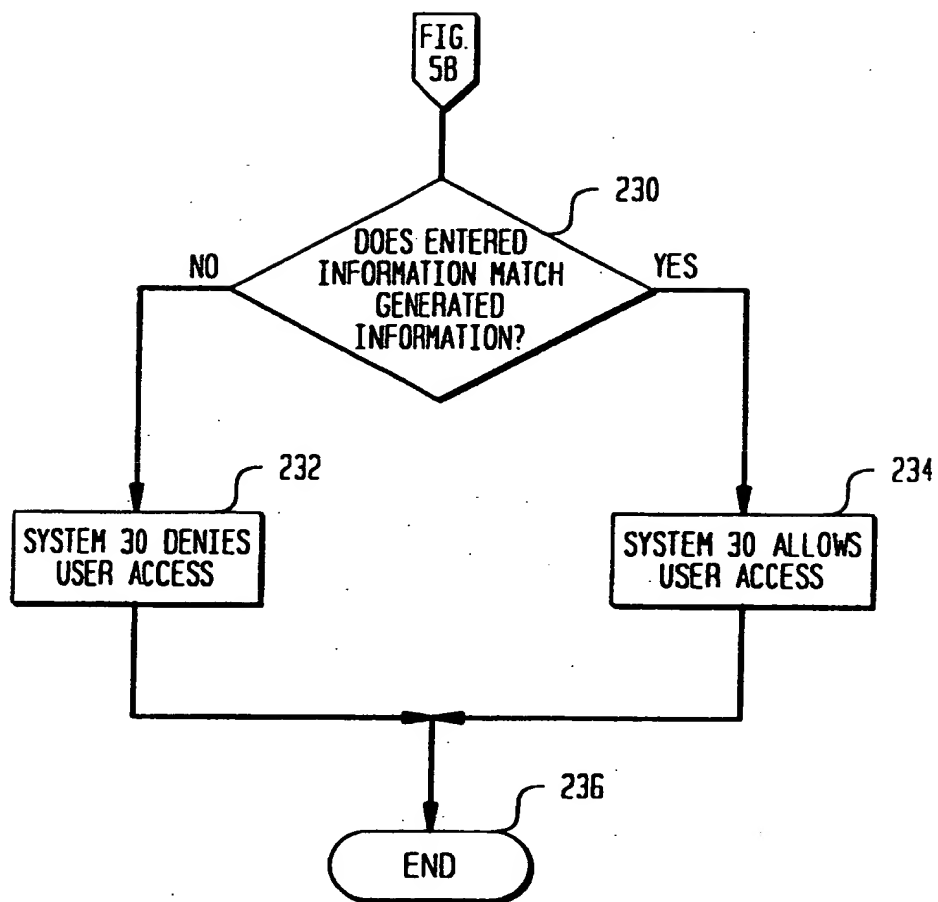 FIG.
5B
230
DOES ENTERED
INFORMATION MATCH
GENERATED
INFORMATION?
NO
YES
232
234
SYSTEM 30 DENIES
USER ACCESS
SYSTEM 30 ALLOWS
USER ACCESS
236
END